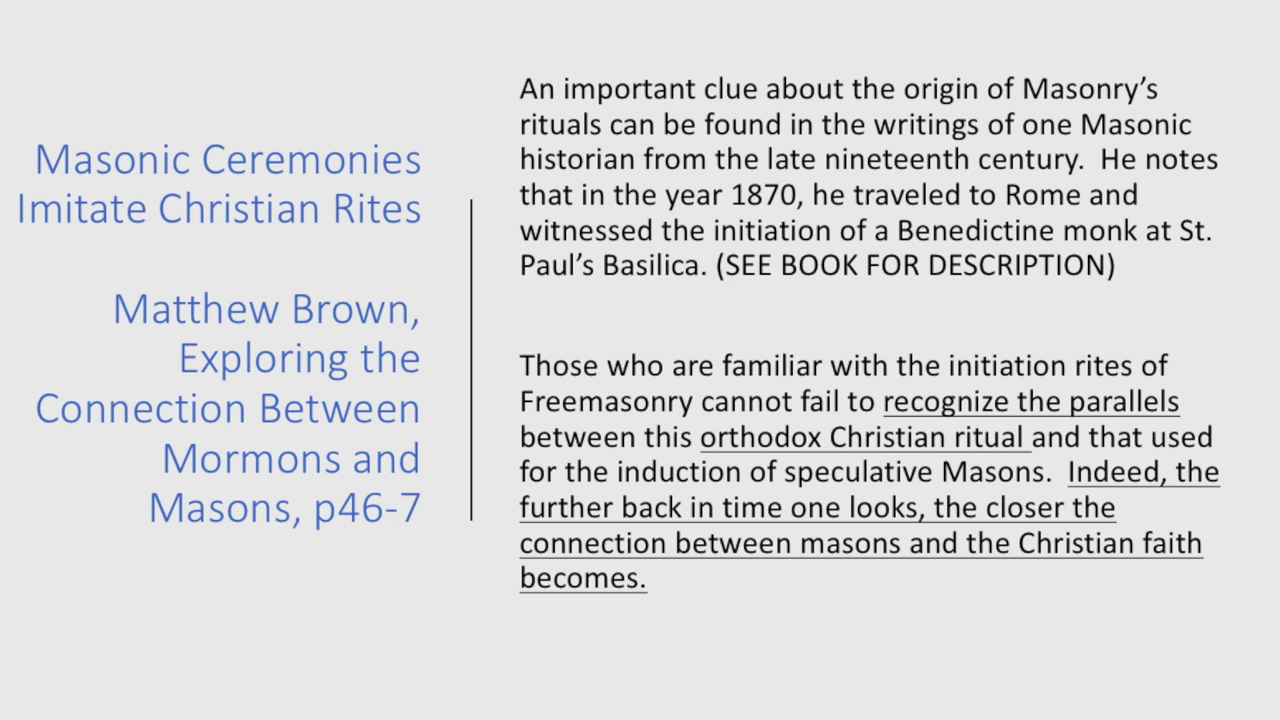 Masonic Ceremonies
Imitate Christian Rites
Matthew Brown,
Exploring the
Connection Between
Mormons and
Masons, p46-7
An important clue about the origin of Masonry’s
rituals can be found in the writings of one Masonic
historian from the late nineteenth century.  He notes
that in the year 1870, he traveled to Rome and
witnessed the initiation of a Benedictine monk at St.
Paul’s Basilica. (SEE BOOK FOR DESCRIPTION)
Those who are familiar with the initiation rites of
Freemasonry cannot fail to recognize the parallels
between this orthodox Christian ritual and that used
for the induction of speculative Masons.  Indeed, the
further back in time one looks, the closer the
connection between masons and the Christian faith
becomes.